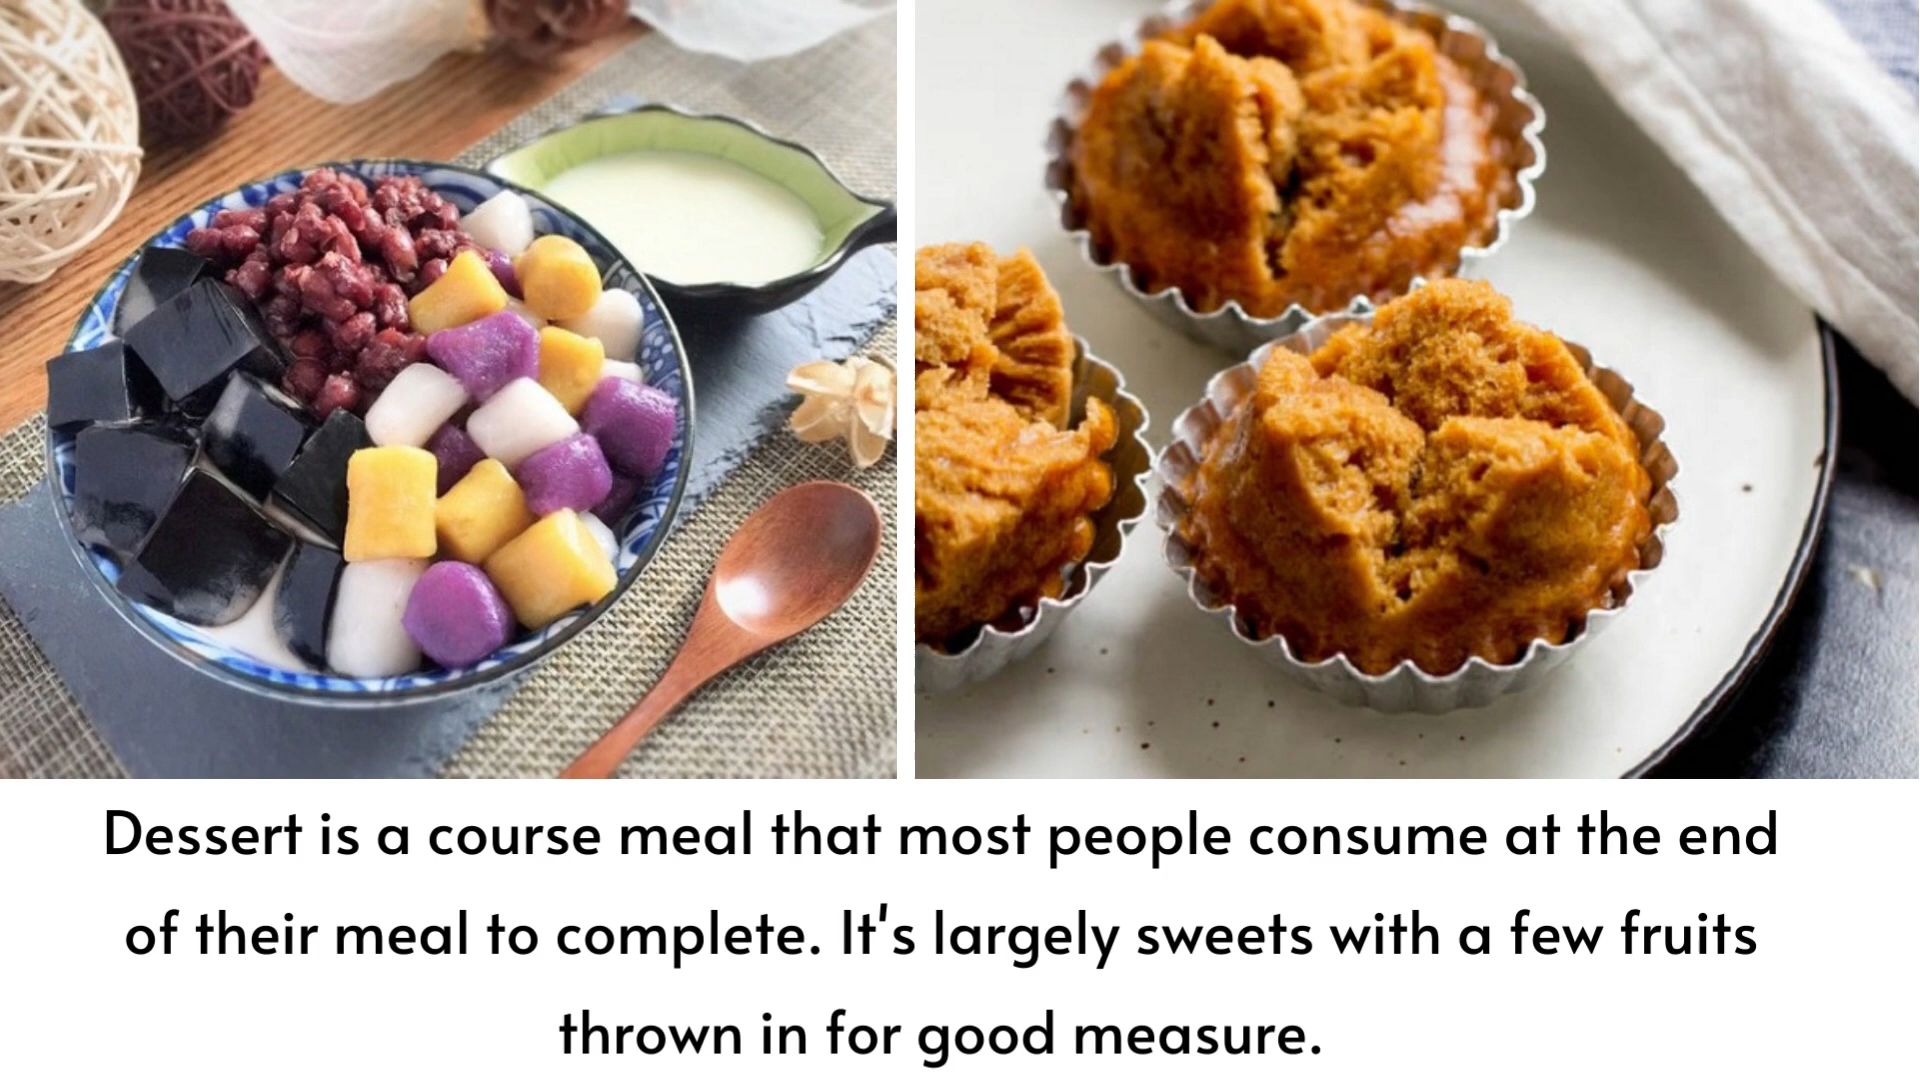 Dessert is a course meal that most people consume at the end
of their meal to complete. It's largely sweets with a few fruits
thrown in for good measure.